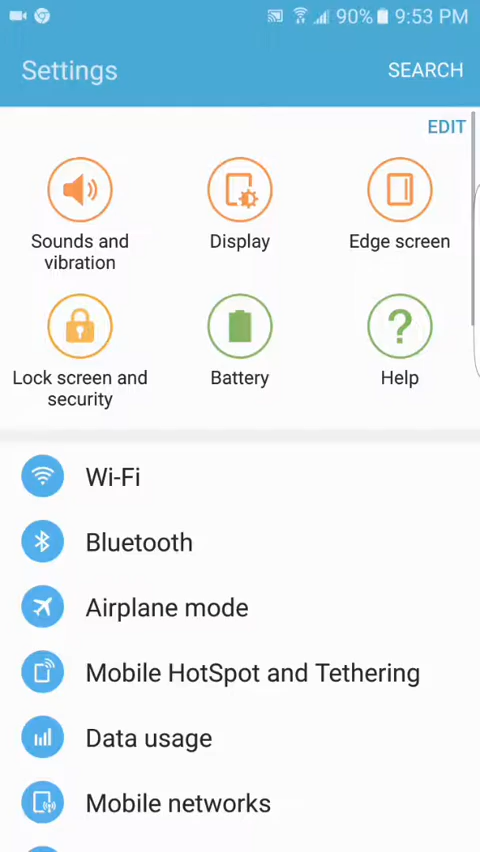 90% 9:53 PM
Settings
SEARCH
EDIT
Sounds and
vibration
Display
Edge screen
Lock screen and
security
Battery
Help
Wi-Fi
Bluetooth
Airplane mode
Mobile HotSpot and Tethering
Data usage
Mobile networks